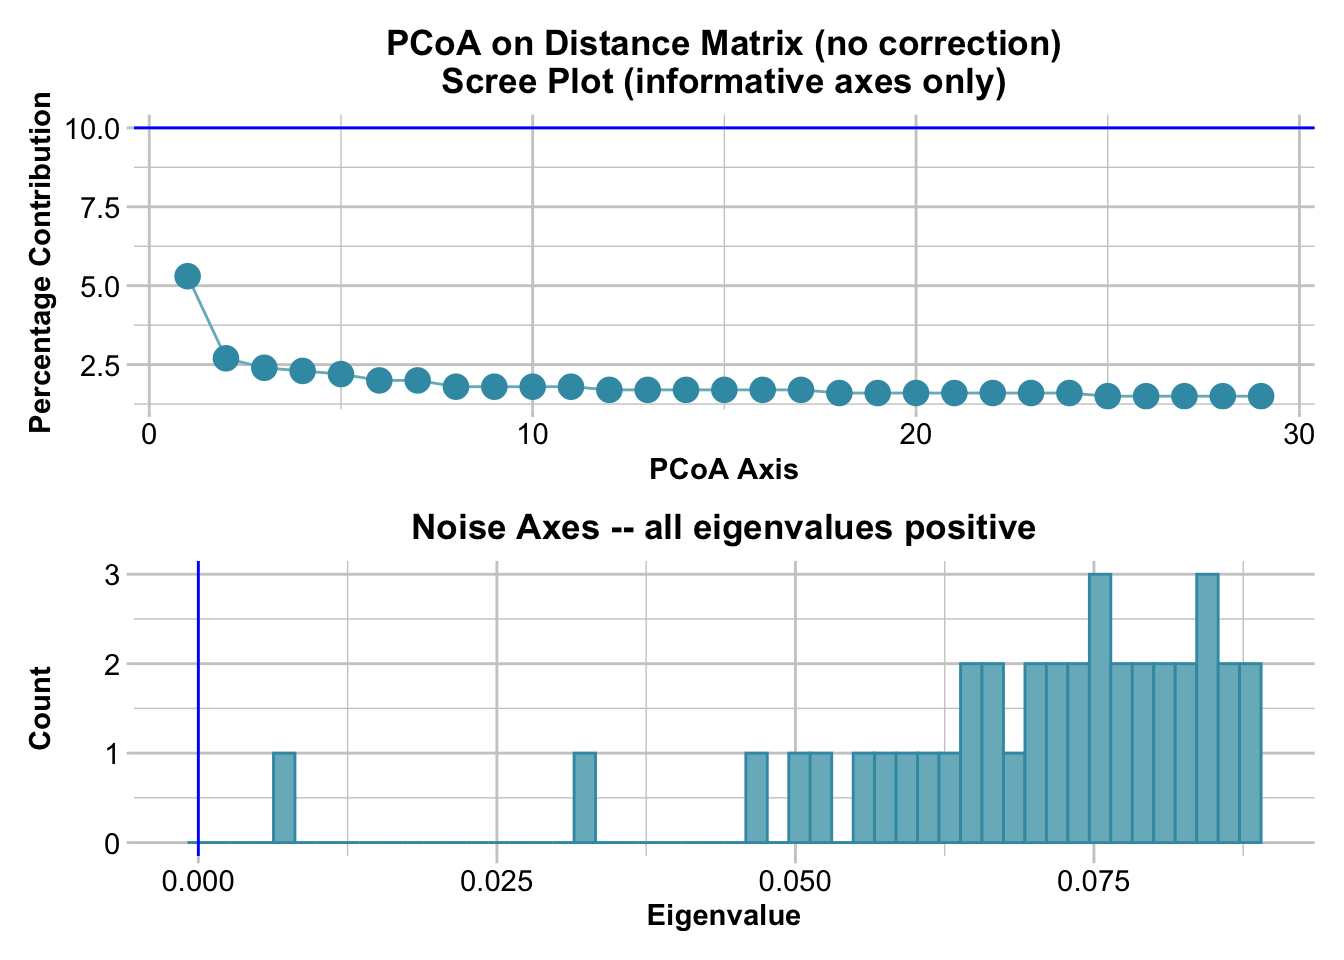 PCoA on Distance Matrix (no correction)
Scree Plot (informative axes only)
Percentage Contribution
10.0
7.5
5.0
2.5
0 10 20 30
PCoA Axis
Noise Axes -- all eigenvalues positive
Count
3
2
1
0
0.000 0.025 0.050 0.075
Eigenvalue